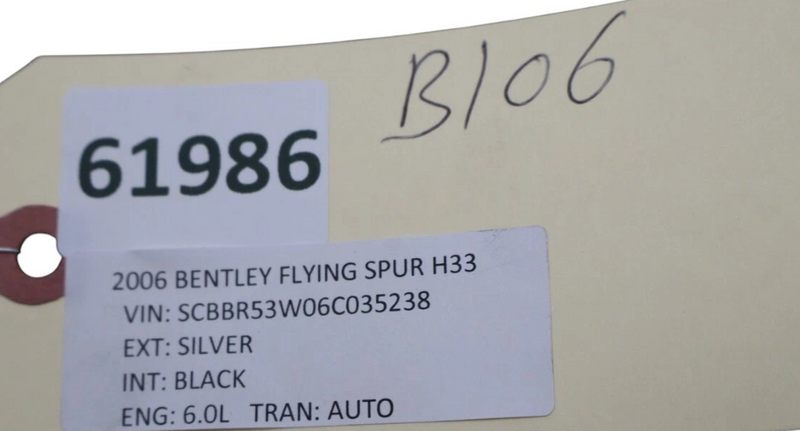 B106
61986
2006 BENTLEY FLYING SPUR H33
VIN: SCBBR53W06C035238
EXT: SILVER
INT: BLACK
ENG: 6.0L TRAN: AUTO